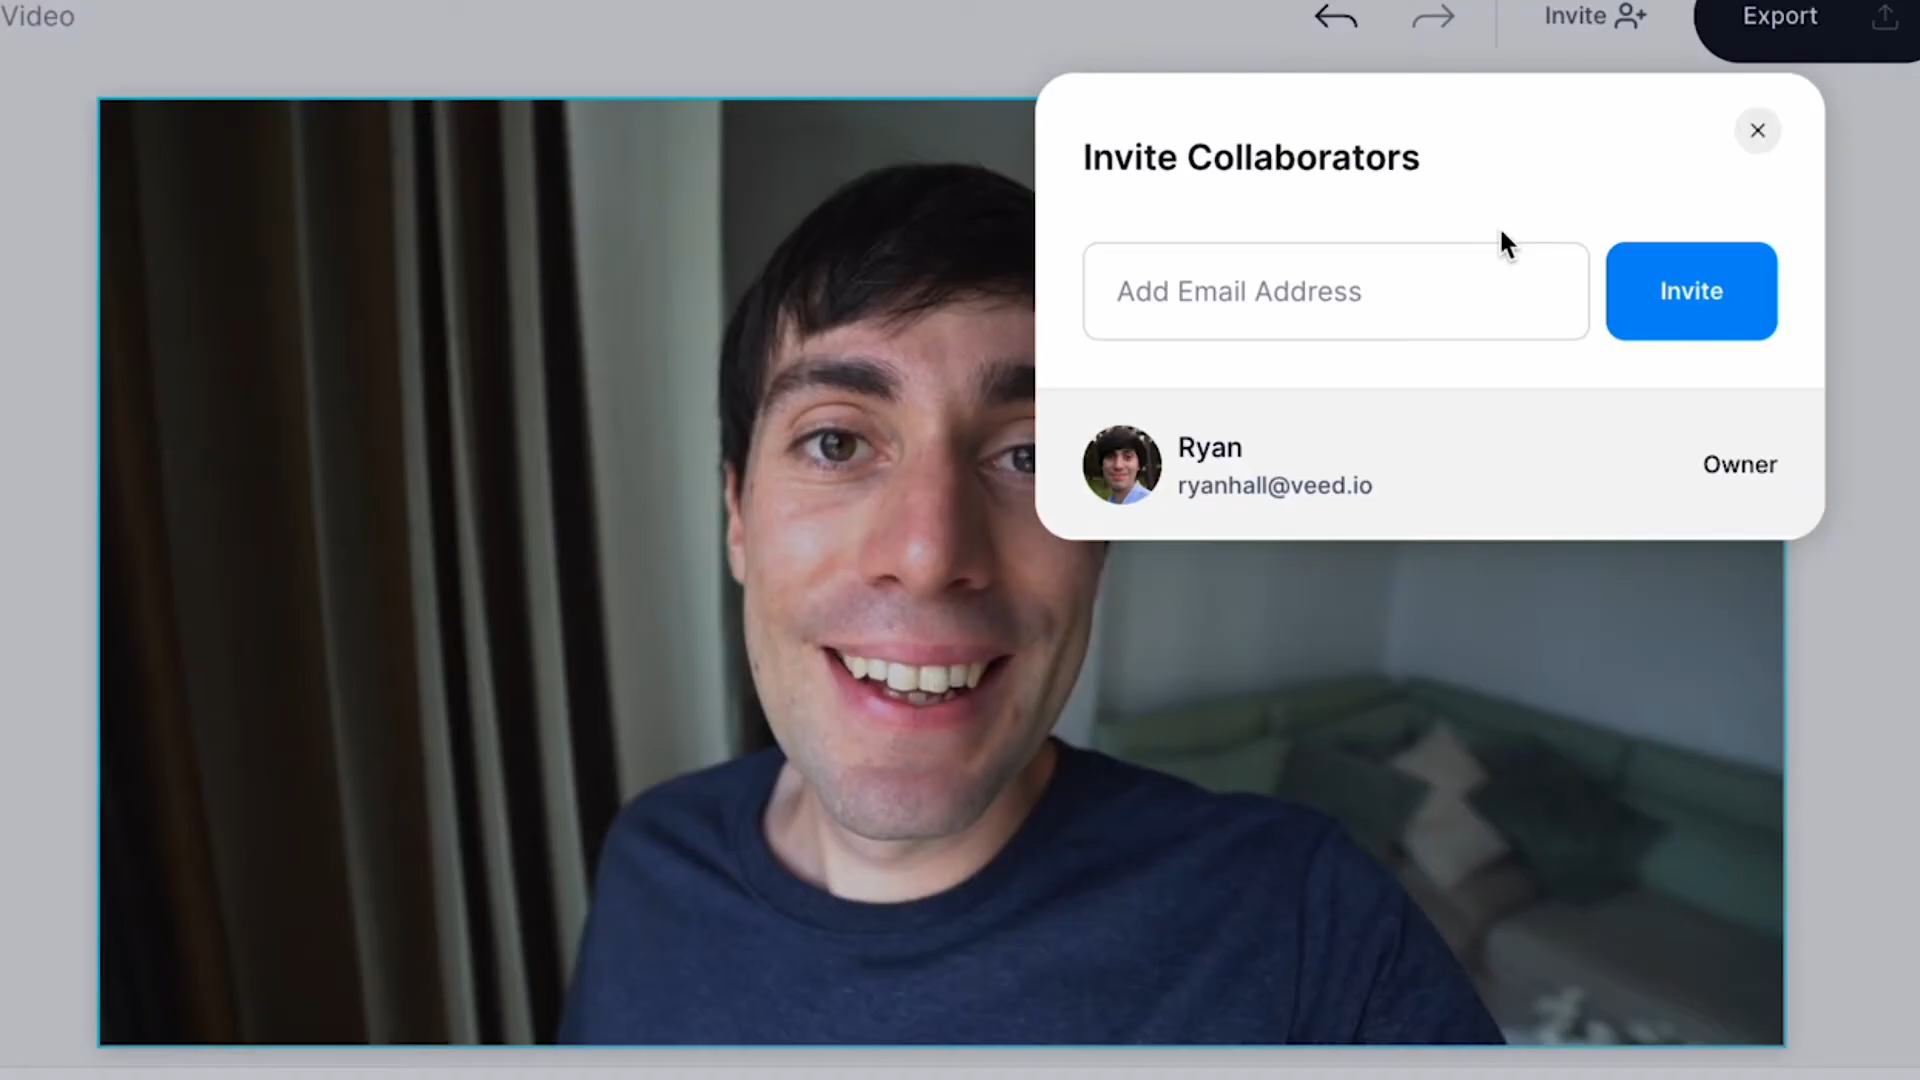 Video
Invite
Export
Invite Collaborators
Add Email Address
Invite
Ryan
ryanhall@veed.io
Owner